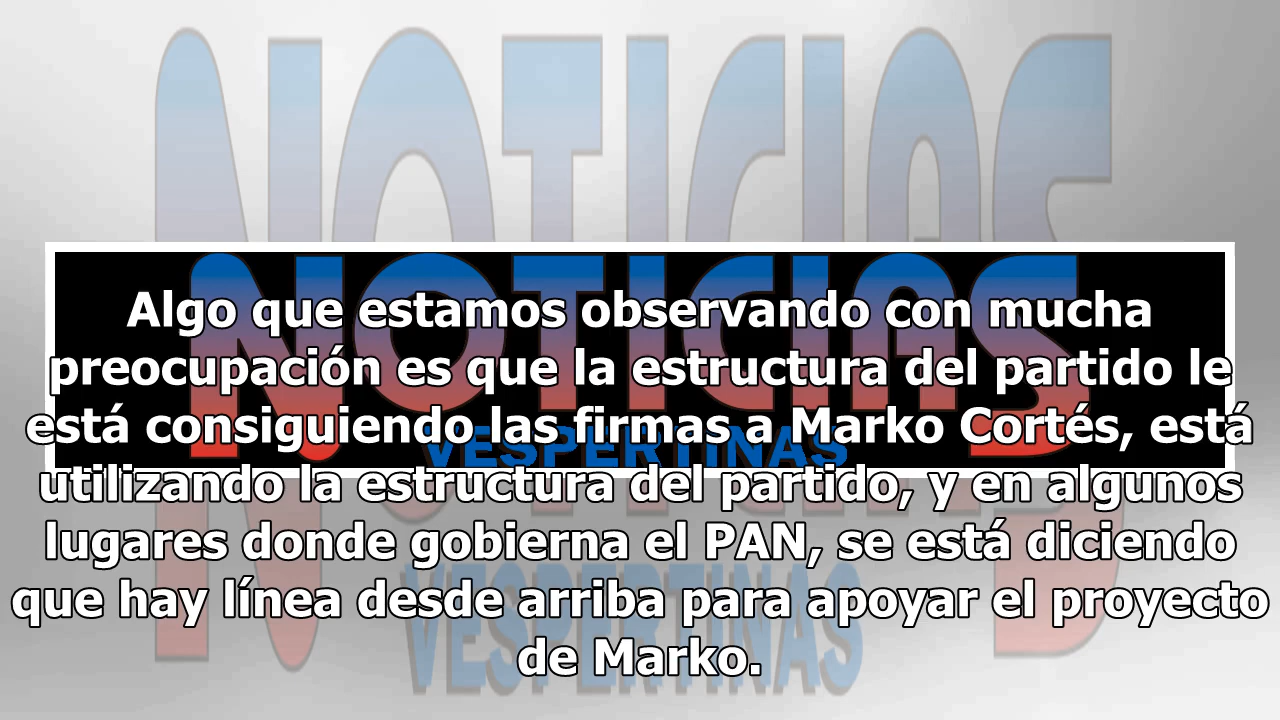 NOTICIAS
NOTICIAS
Algo que estamos observando con mucha
preocupación es que la estructura del partido le
está consiguiendo las firmas a Marko Cortés, está
VESPERTINAS
utilizando la estructura del partido, y en algunos
lugares donde gobierna el PAN, se está diciendo
que hay línea desde arriba para apoyar el proyecto
de Marko.
VESPERTINAS